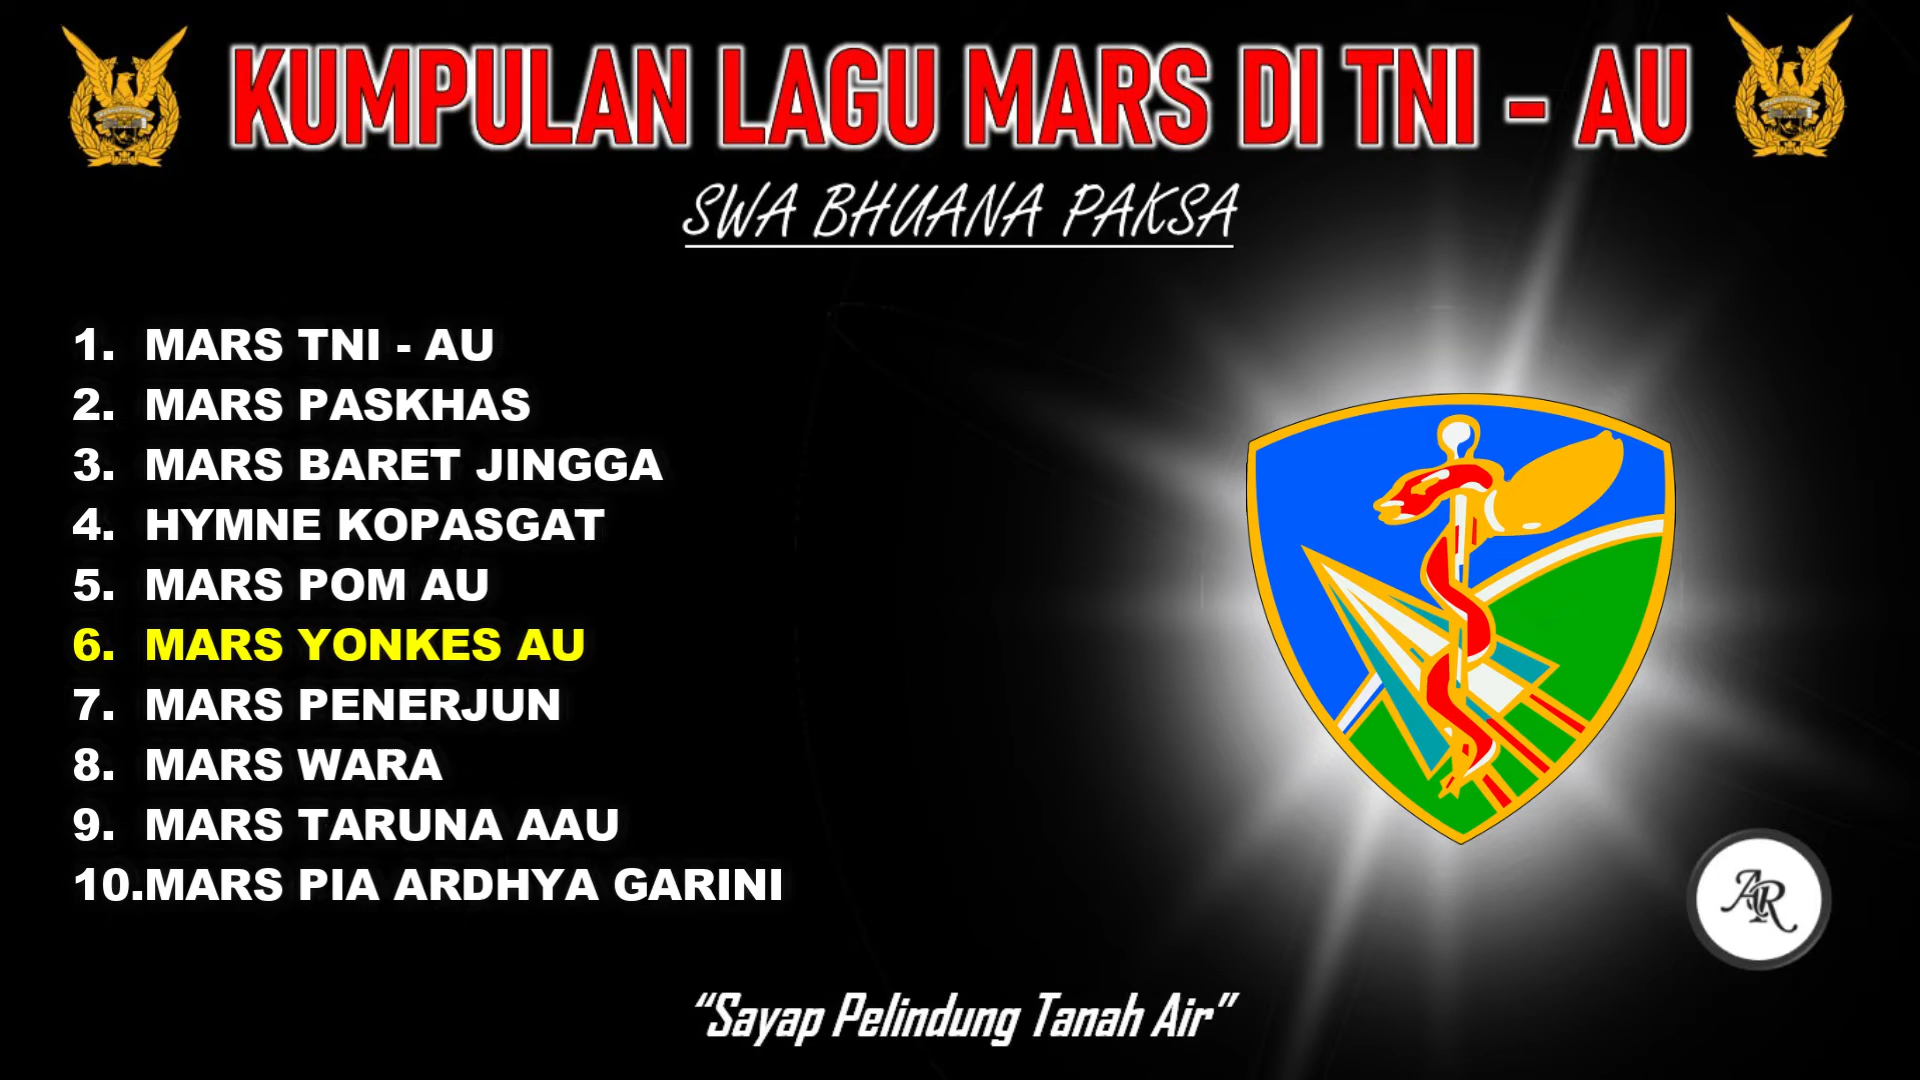 KUMPULAN LAGU MARS DI TNI - AU
SWA BHUANA PAKSA
1. MARS TNI - AU
2. MARS PASKHAS
3. MARS BARET JINGGA
4. HYMNE KOPASGAT
5. MARS POM AU
6. MARS YONKES AU
7. MARS PENERJUN
8. MARS WARA
9. MARS TARUNA AAU
10.MARS PIA ARDHYA GARINI
AR
“Sayap Pelindung Tanah Air”